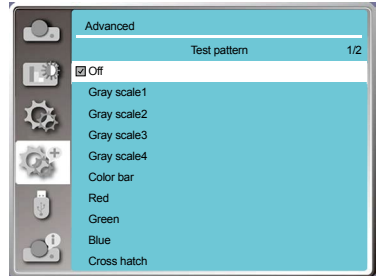 Advanced
Test pattern 1/2
Off
Gray scale1
Gray scale2
Gray scale3
Gray scale4
Color bar
Red
Green
Blue
Cross hatch